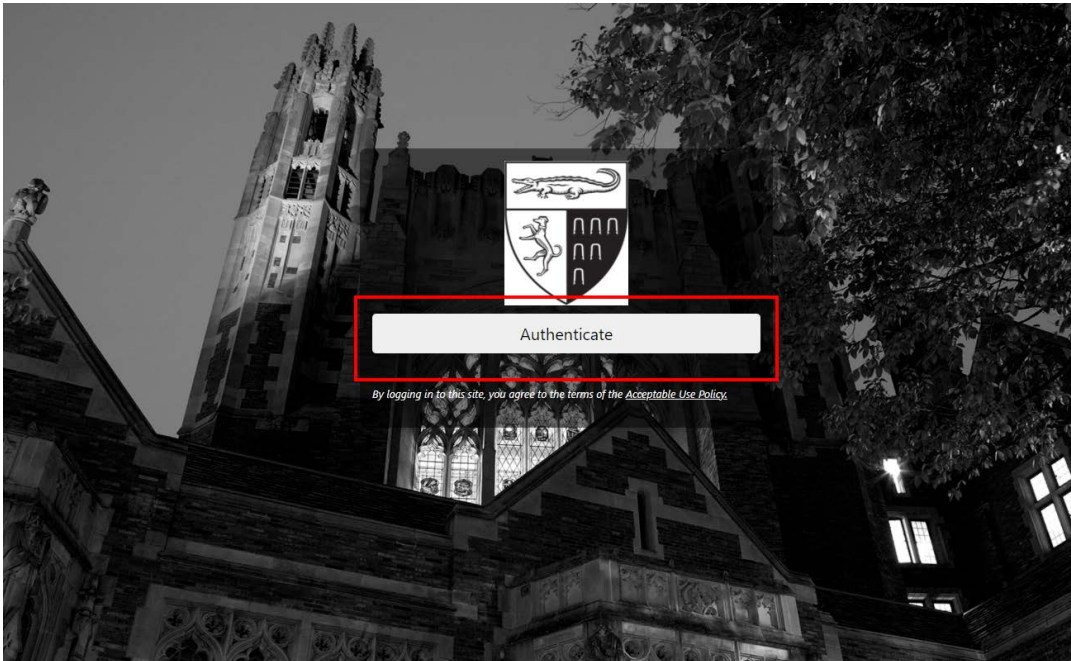 Authenticate
By logging in to this site, you agree to the terms of the Acceptable Use Policy.